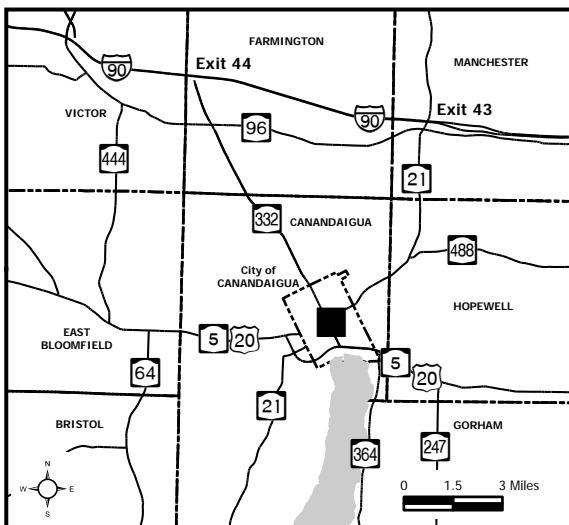 FARMINGTON
MANCHESTER
Exit 44
90
Exit 43
VICTOR
96
90
444
21
332
CANANDAIGUA
488
City of
CANANDAIGUA
HOPEWELL
EAST
BLOOMFIELD
5
20
5
20
64
21
BRISTOL
GORHAM
364
247
N
W
E
S
0 1.5 3 Miles